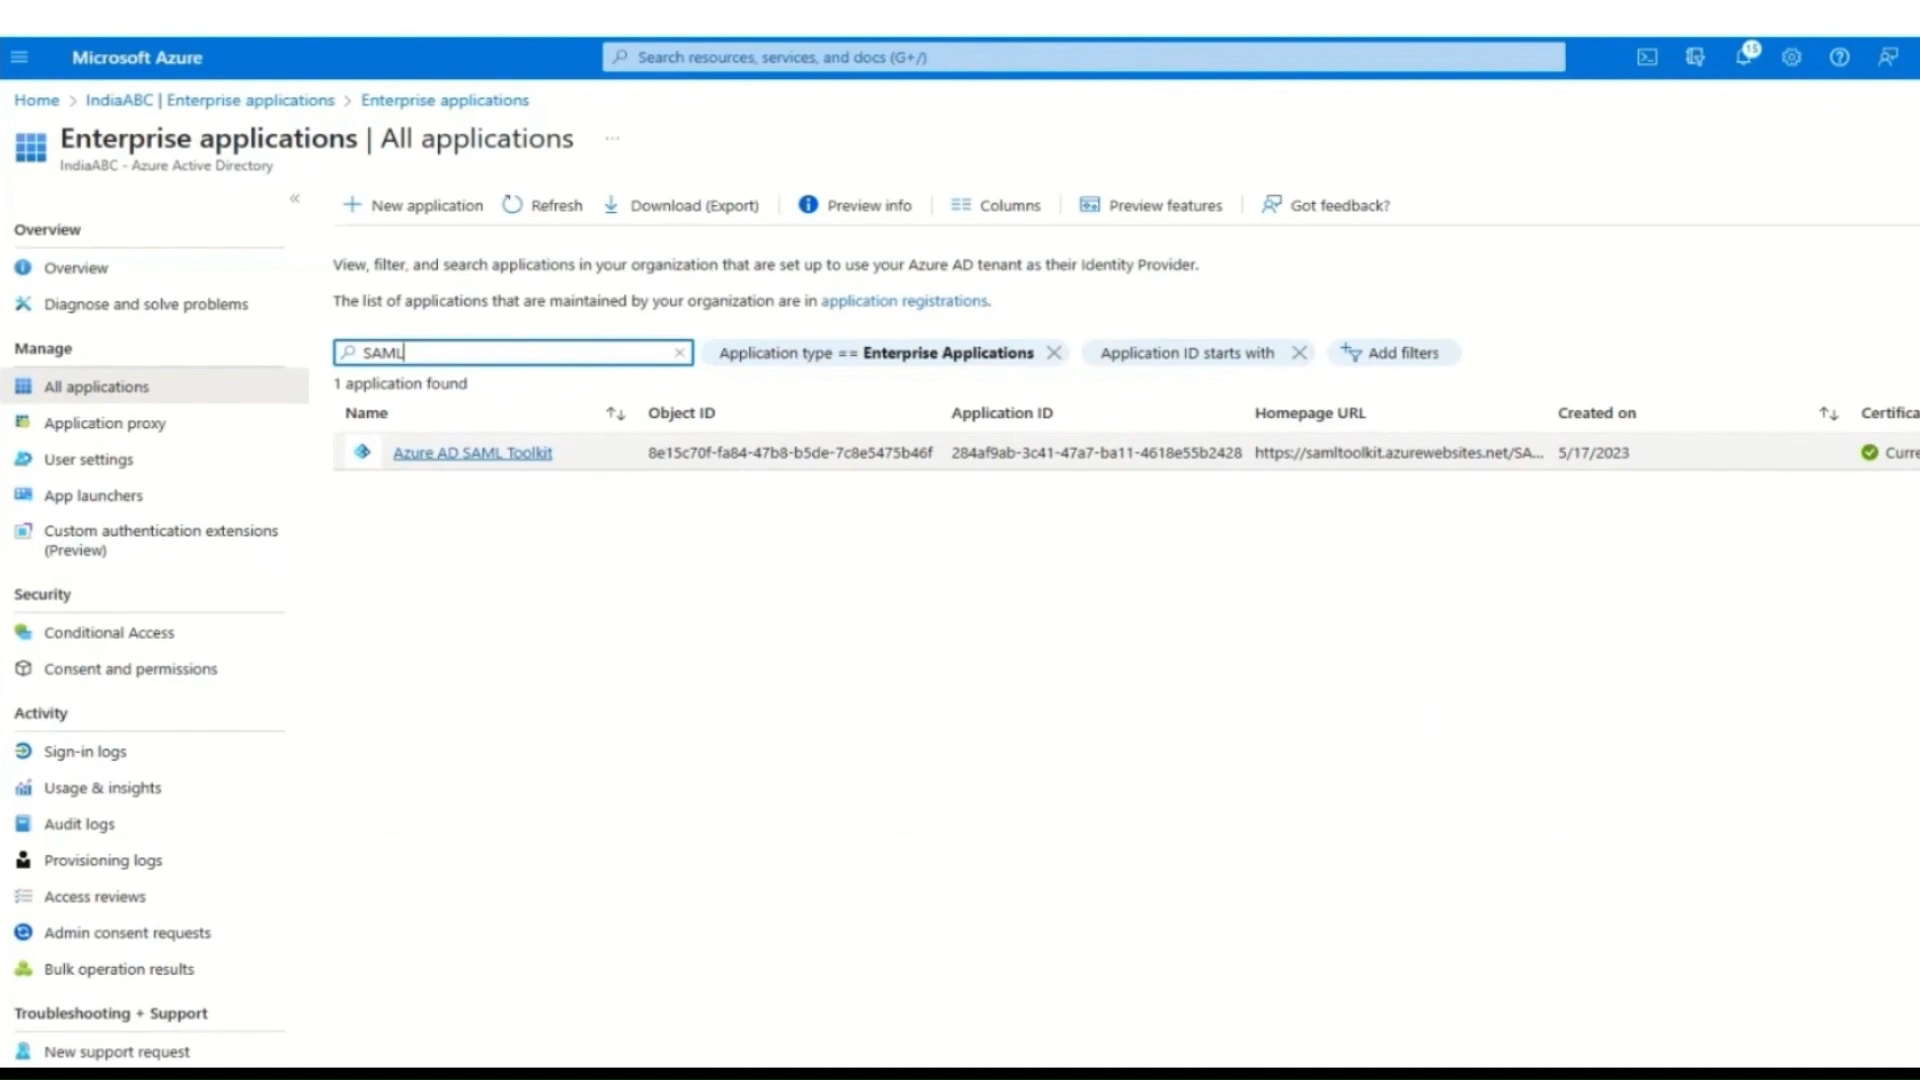 Microsoft Azure
Search resources, services, and docs (G+/)
15
Home > IndiaABC | Enterprise applications > Enterprise applications
Enterprise applications | All applications ...
IndiaABC - Azure Active Directory
«
New application Refresh Download (Export) Preview info Columns Preview features Got feedback?
Overview
Overview
Diagnose and solve problems
Manage
All applications
Application proxy
User settings
App launchers
Custom authentication extensions
(Preview)
Security
Conditional Access
Consent and permissions
Activity
Sign-in logs
Usage & insights
Audit logs
Provisioning logs
Access reviews
Admin consent requests
Bulk operation results
Troubleshooting + Support
New support request
View, filter, and search applications in your organization that are set up to use your Azure AD tenant as their Identity Provider.
The list of applications that are maintained by your organization are in application registrations.
SAML Application type == Enterprise Applications Application ID starts with Add filters
1 application found
Name Object ID Application ID Homepage URL Created on Certifica
Azure AD SAML Toolkit 8e15c70f-fa84-47b8-b5de-7c8e5475b46f 284af9ab-3c41-47a7-ba11-4618e55b2428 https://samltoolkit.azurewebsites.net/SA... 5/17/2023 Curre